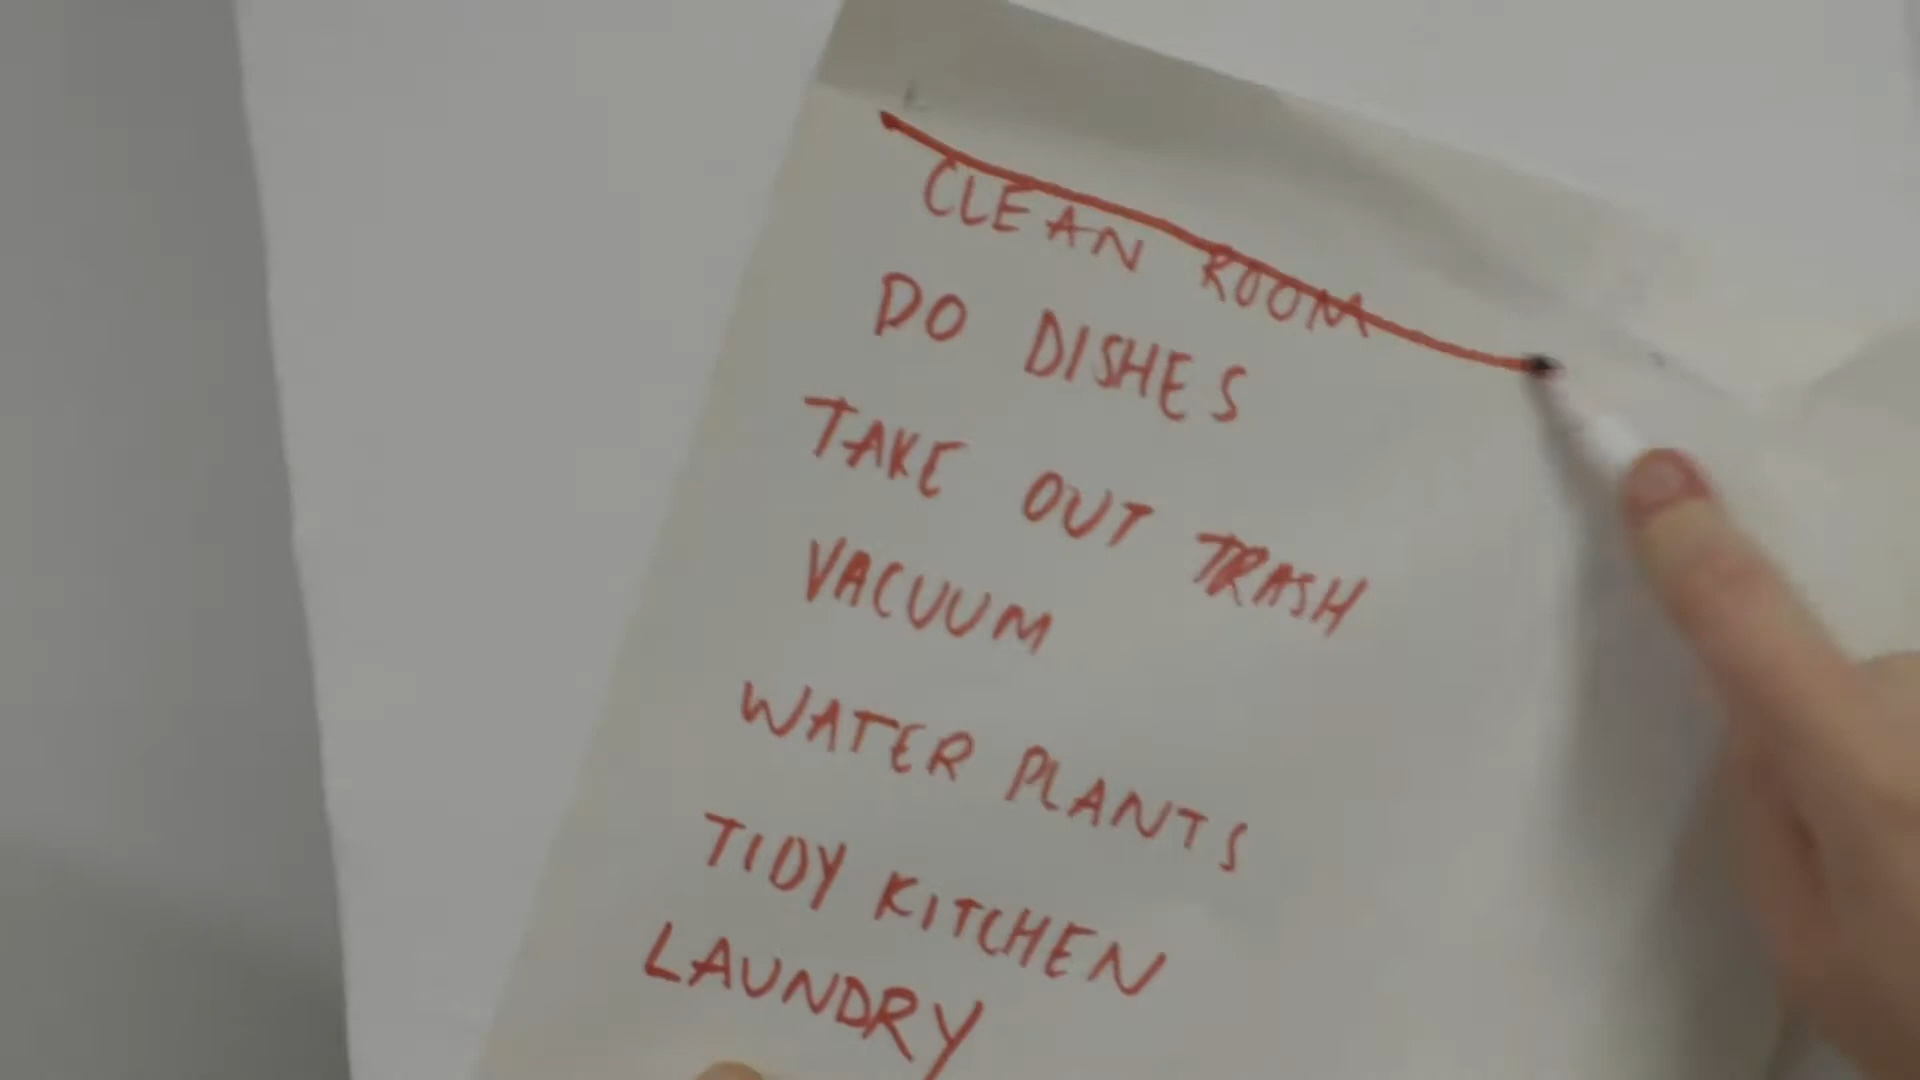 CLEAN ROOM
DO DISHES
TAKE OUT TRASH
VACUUM
WATER PLANTS
TIDY KITCHEN
LAUNDRY